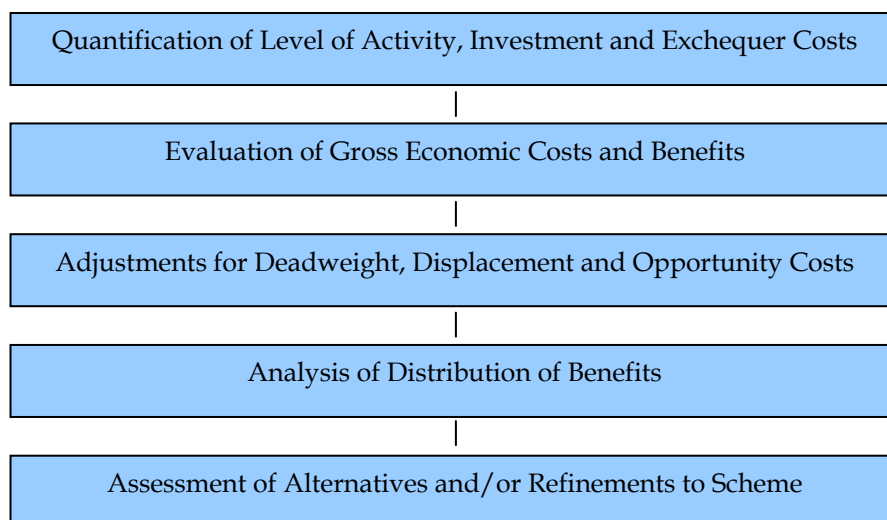 Quantification of Level of Activity, Investment and Exchequer Costs
Evaluation of Gross Economic Costs and Benefits
Adjustments for Deadweight, Displacement and Opportunity Costs
Analysis of Distribution of Benefits
Assessment of Alternatives and/or Refinements to Scheme